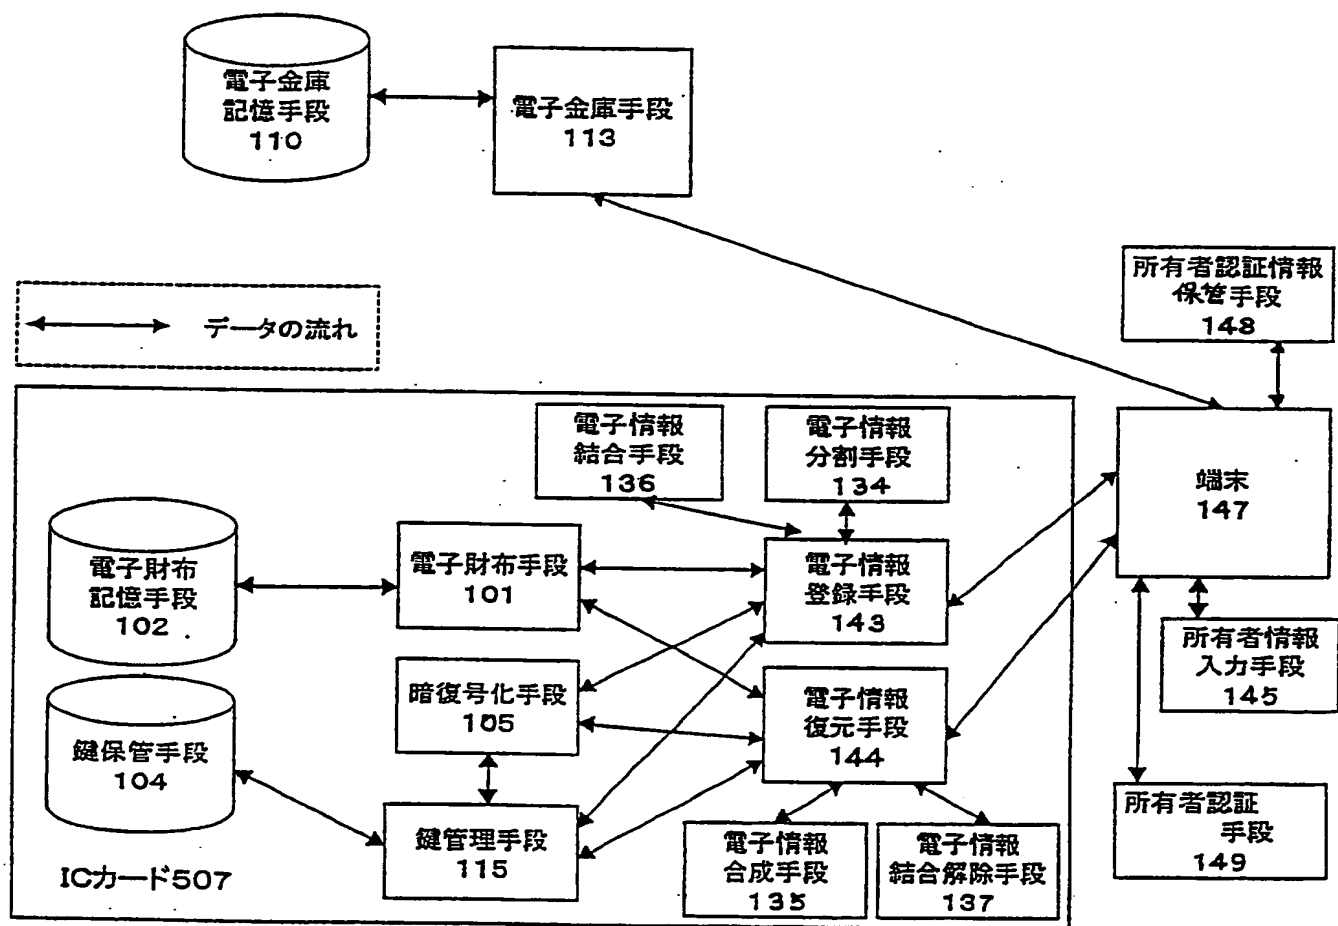 電子金庫
記憶手段
110
電子金庫手段
113
所有者認証情報
保管手段
148
データの流れ
電子情報
結合手段
136
電子情報
分割手段
134
端末
147
電子財布
記憶手段
102
電子財布手段
101
電子情報
登録手段
143
所有者情報
入力手段
145
暗復号化手段
105
電子情報
復元手段
144
鍵保管手段
104
鍵管理手段
115
電子情報
合成手段
135
電子情報
結合解除手段
137
所有者認証
手段
149
ICカード507